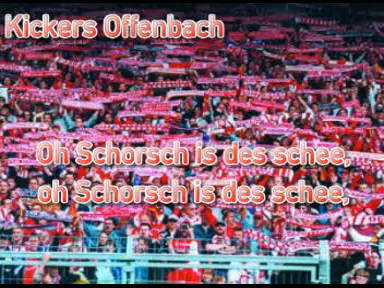 Kickers Offenbach
Oh Schorsch is des schee,
oh Schorsch is des schee,